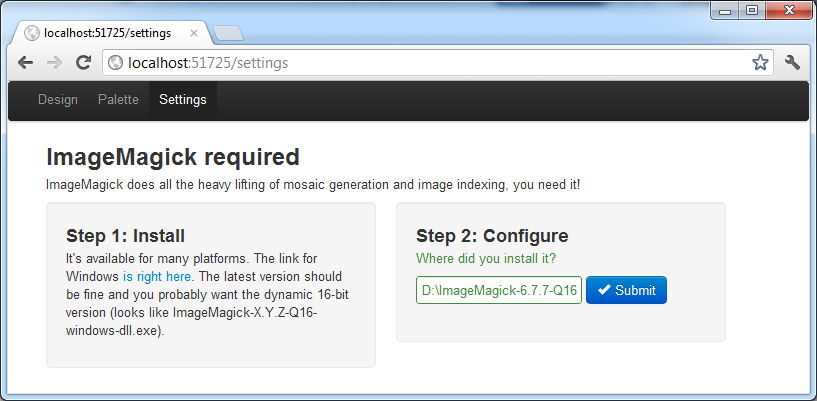 localhost:51725/settings
localhost:51725/settings
Design Palette Settings
ImageMagick required
ImageMagick does all the heavy lifting of mosaic generation and image indexing, you need it!
Step 1: Install
It's available for many platforms. The link for
Windows is right here. The latest version should
be fine and you probably want the dynamic 16-bit
version (looks like ImageMagick-X.Y.Z-Q16-
windows-dll.exe).
Step 2: Configure
Where did you install it?
D:\ImageMagick-6.7.7-Q16
Submit